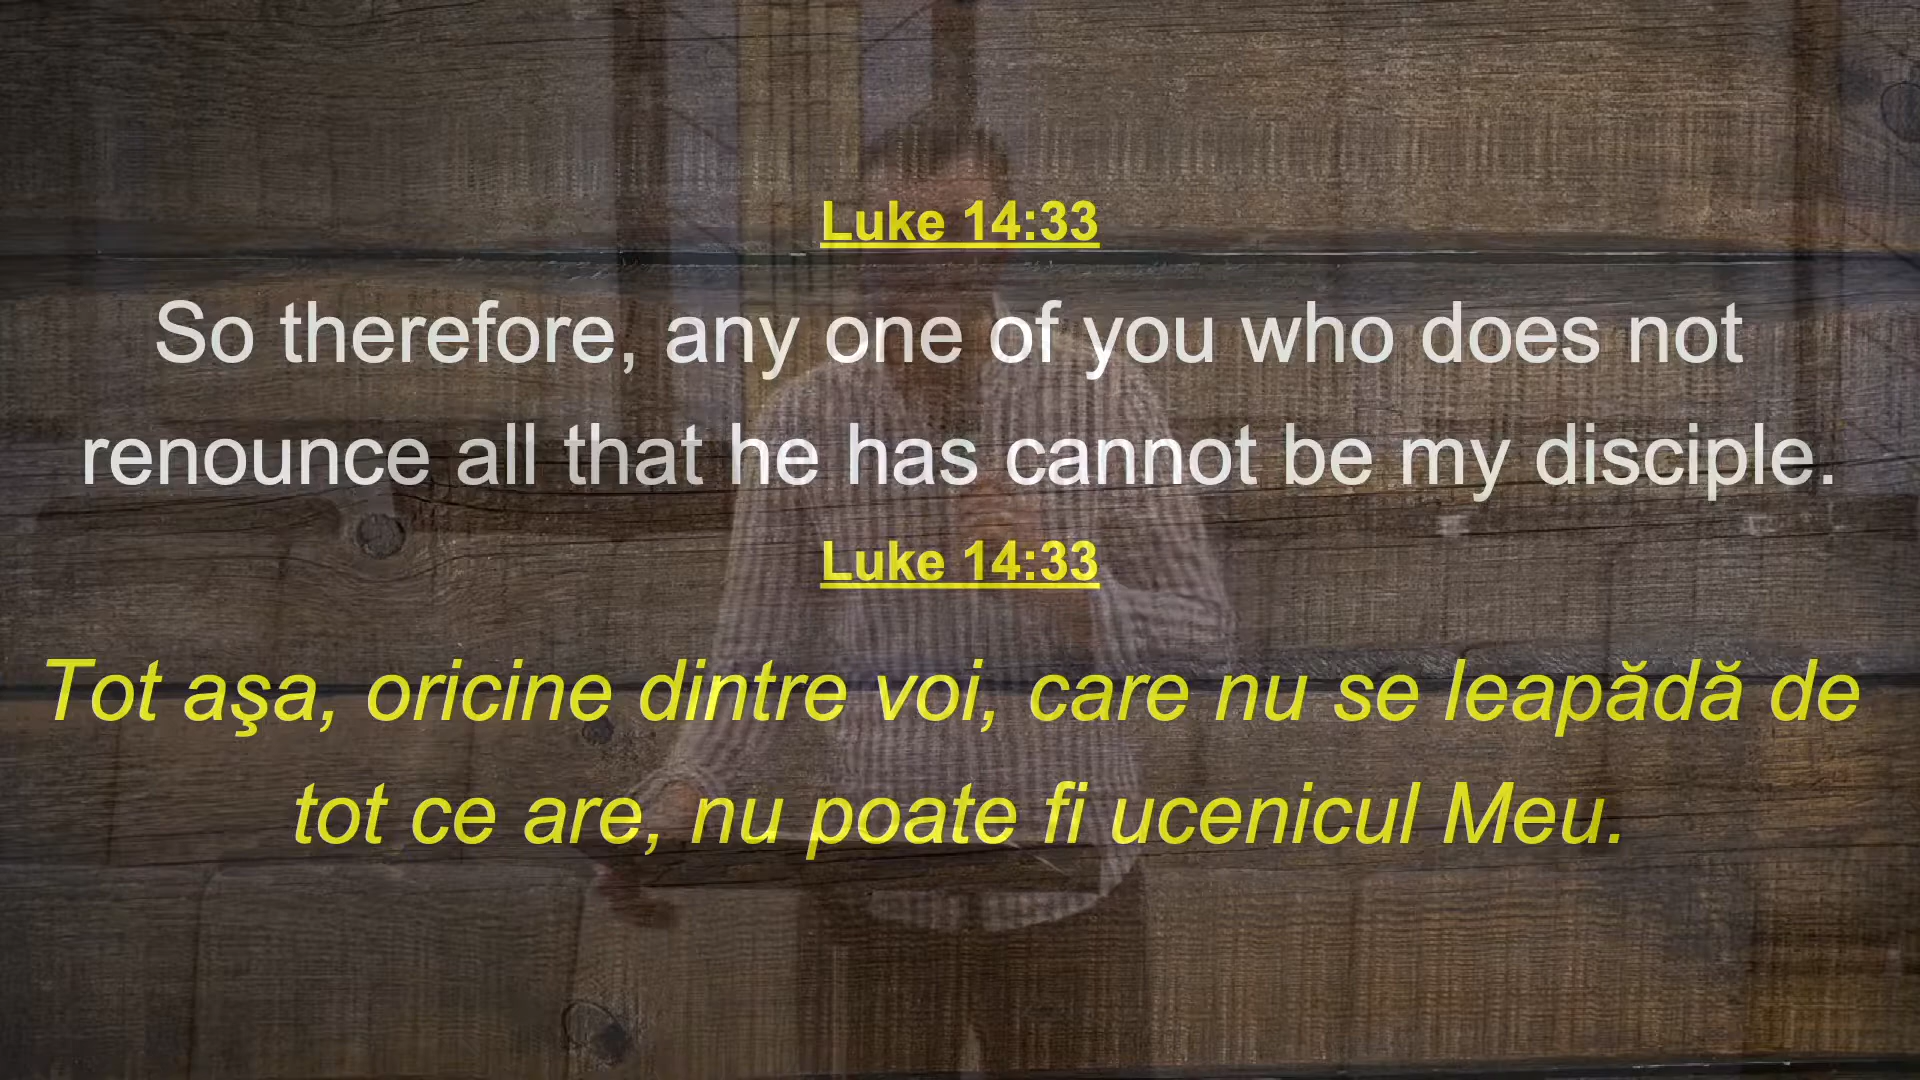 Luke 14:33
So therefore, any one of you who does not
renounce all that he has cannot be my disciple.
Luke 14:33
Tot aşa, oricine dintre voi, care nu se leapădă de
tot ce are, nu poate fi ucenicul Meu.